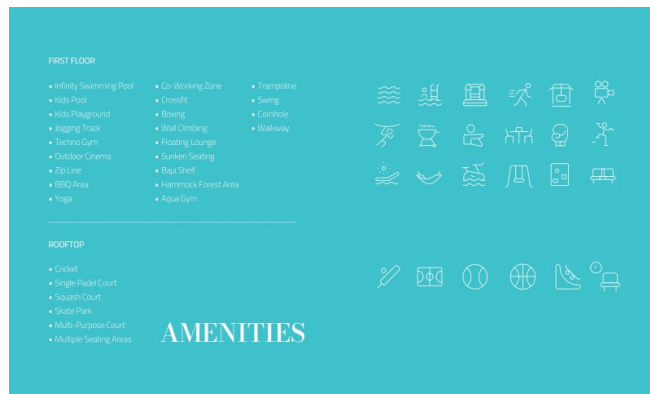 FIRST FLOOR
• Infinity Swimming Pool
• Kids Pool
• Kids Playground
• Jogging Track
• Techno Gym
• Outdoor Cinema
• Zip Line
• BBQ Area
• Yoga
• Co-Working Zone
• Crossfit
• Boxing
• Wall Climbing
• Floating Lounge
• Sunken Seating
• Baja Shelf
• Hammock Forest Area
• Aqua Gym
• Trampoline
• Swing
• Cornhole
• Walkway
ROOFTOP
• Cricket
• Single Padel Court
• Squash Court
• Skate Park
• Multi-Purpose Court
• Multiple Seating Areas
AMENITIES